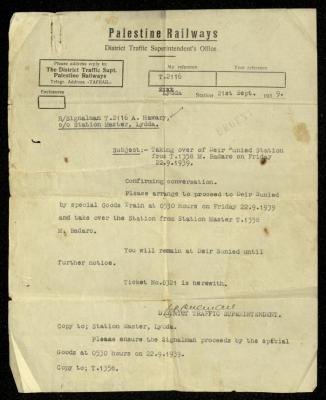 Palestine Railways
District Traffic Superintendent's Office.
Please address reply to:
The District Traffic Supt.
Palestine Railways
Telegr. Address "TAFRAIL"
My reference
Your reference
T.2116
Enclosures
Lydda Station 21st Sept. 1939.
R/Signalman T.2116 A. Hawary,
c/o Station Master, Lydda.
Subject:- Taking over of Deir Sunied Station
from T.1358 M. Badaro on Friday
22.9.1939.
Confirming conversation.
Please arrange to proceed to Deir Sunied
by special Goods Train at 0530 hours on Friday 22.9.1939
and take over the Station from Station Master T.1358
M. Badaro.
You will remain at Deir Sunied until
further notice.
Ticket No.0321 is herewith.
DISTRICT TRAFFIC SUPERINTENDENT.
Copy to; Station Master, Lydda.
Please ensure the Signalman proceeds by the special
Goods at 0530 hours on 22.9.1939.
Copy to; T.1358.